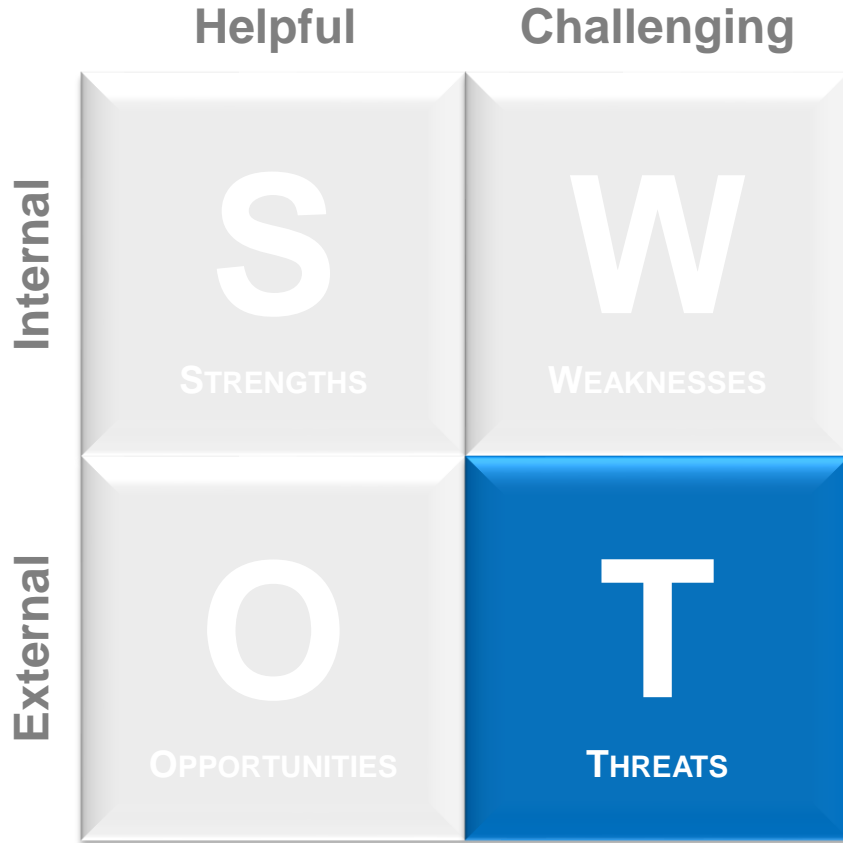 Helpful Challenging
Internal
S W
STRENGTHS WEAKNESSES
External
O T
OPPORTUNITIES THREATS